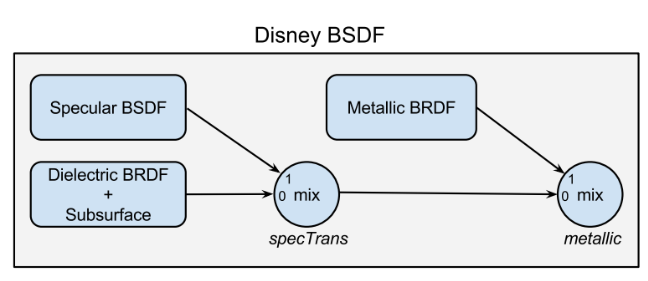 Disney BSDF
Specular BSDF
Metallic BRDF
Dielectric BRDF
+
Subsurface
1
0 mix
specTrans
1
0 mix
metallic